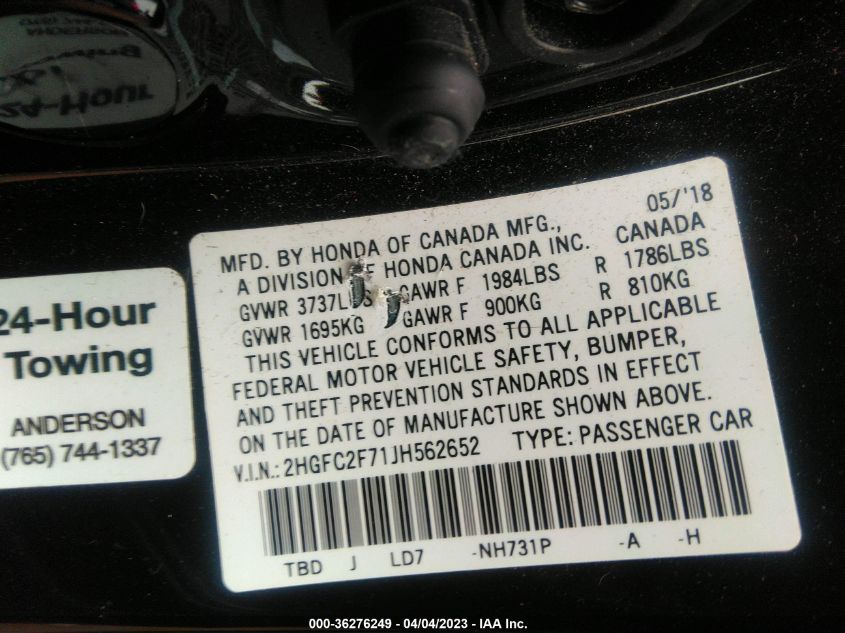 24-Hour
MFD. BY HONDA OF CANADA MFG., 05/'18
A DIVISION OF HONDA CANADA INC. CANADA
GVWR 3737LBS GAWR F 1984LBS R 1786LBS
GVWR 1695KG GAWR F 900KG R 810KG
THIS VEHICLE CONFORMS TO ALL APPLICABLE
FEDERAL MOTOR VEHICLE SAFETY, BUMPER,
AND THEFT PREVENTION STANDARDS IN EFFECT
ON THE DATE OF MANUFACTURE SHOWN ABOVE.
V.I.N.: 2HGFC2F71JH562652 TYPE: PASSENGER CAR
TBD J LD7 -NH731P -A -H
24-Hour
Towing
ANDERSON
(765) 744-1337
000-36276249 - 04/04/2023 - IAA Inc.